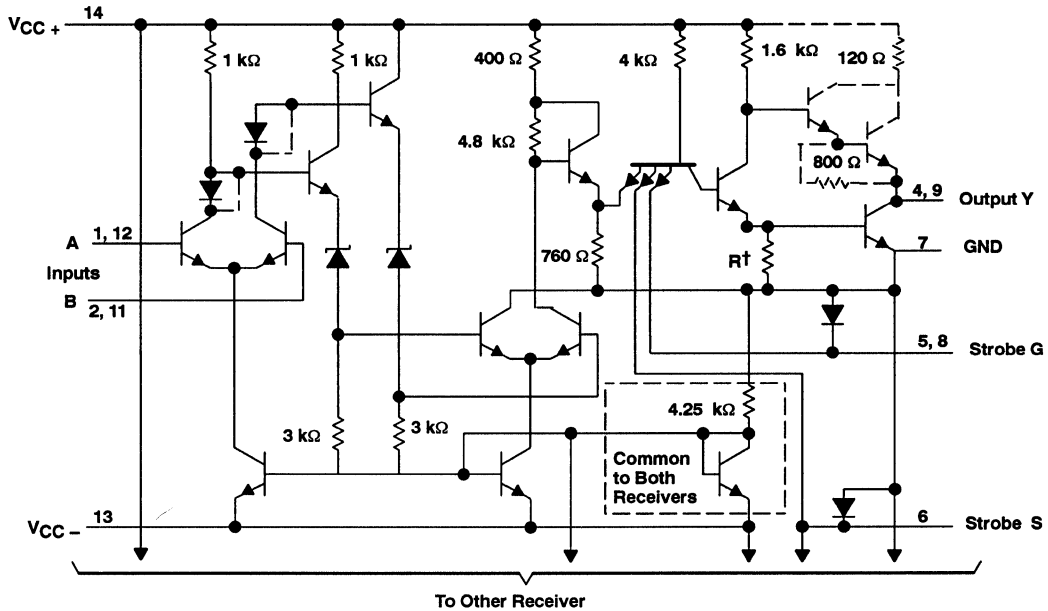 VCC+ 14
1 kΩ
1 kΩ
400 Ω
4 kΩ
1.6 kΩ
120 Ω
4.8 kΩ
800 Ω
4, 9 Output Y
A 1, 12
7 GND
Inputs
760 Ω
R†
B 2, 11
5, 8 Strobe G
4.25 kΩ
3 kΩ
3 kΩ
Common
to Both
Receivers
VCC– 13
6 Strobe S
To Other Receiver